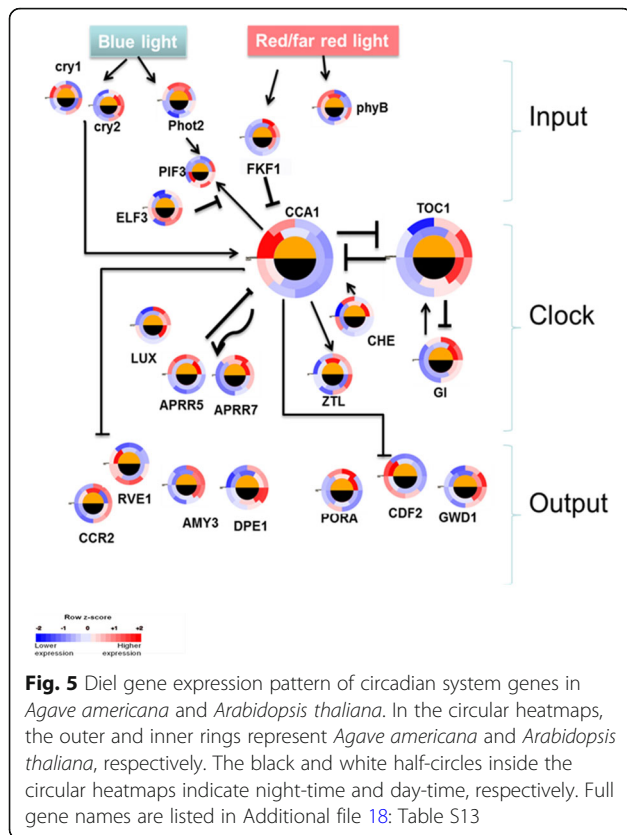 Blue light
Red/far red light
cry1
cry2
Phot2
phyB
Input
FKF1
PIF3
ELF3
CCA1
TOC1
Clock
LUX
CHE
APRR5
APRR7
ZTL
GI
Output
RVE1
CCR2
AMY3
DPE1
PORA
CDF2
GWD1
Row z-score
-2 -1 0 +1 +2
Lower expression
Higher expression
Fig. 5 Diel gene expression pattern of circadian system genes in
Agave americana and Arabidopsis thaliana. In the circular heatmaps,
the outer and inner rings represent Agave americana and Arabidopsis
thaliana, respectively. The black and white half-circles inside the
circular heatmaps indicate night-time and day-time, respectively. Full
gene names are listed in Additional file 18: Table S13